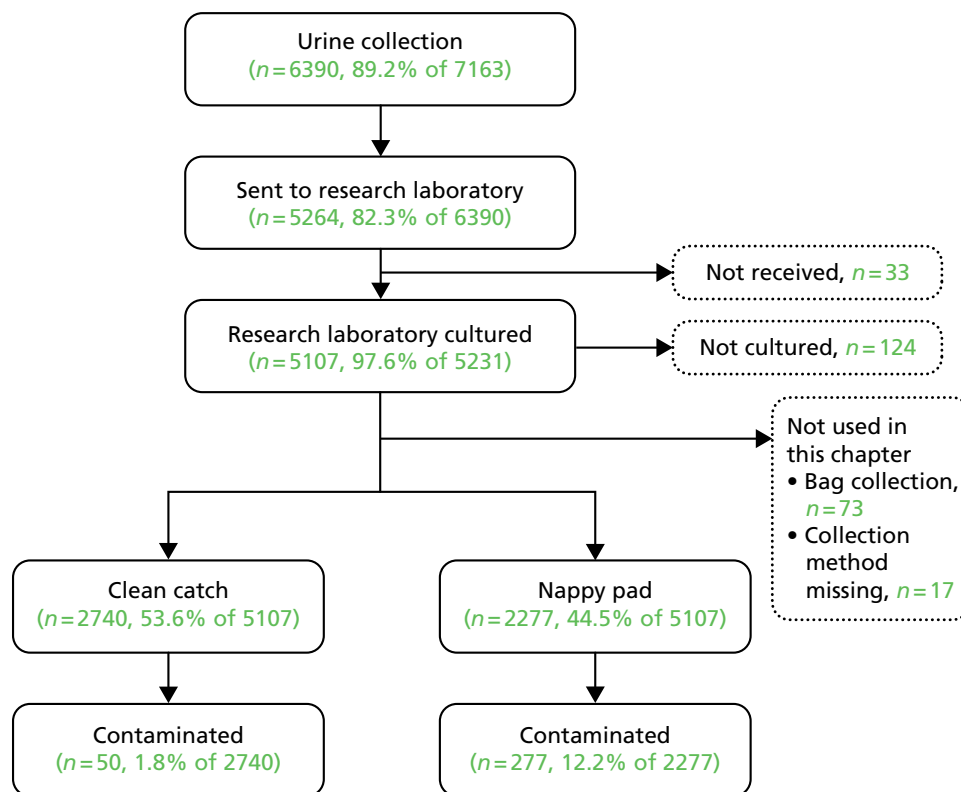 Urine collection
(n=6390, 89.2% of 7163)
Sent to research laboratory
(n=5264, 82.3% of 6390)
Not received, n=33
Research laboratory cultured
(n=5107, 97.6% of 5231)
Not cultured, n=124
Not used in
this chapter
• Bag collection,
n=73
• Collection
method
missing, n=17
Clean catch
(n=2740, 53.6% of 5107)
Nappy pad
(n=2277, 44.5% of 5107)
Contaminated
(n=50, 1.8% of 2740)
Contaminated
(n=277, 12.2% of 2277)